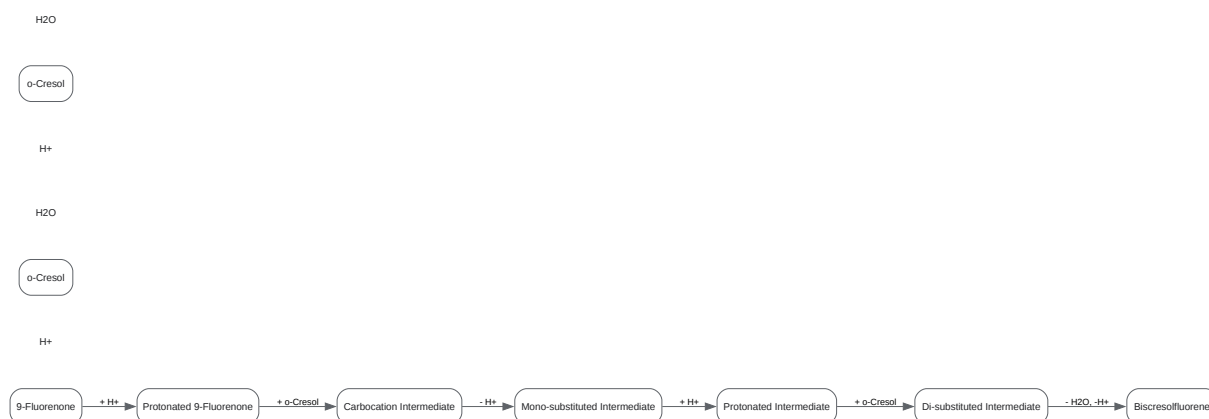 H2O
o-Cresol
H+
H2O
o-Cresol
H+
9-Fluorenone
+ H+
Protonated 9-Fluorenone
+ o-Cresol
Carbocation Intermediate
- H+
Mono-substituted Intermediate
+ H+
Protonated Intermediate
+ o-Cresol
Di-substituted Intermediate
- H2O, -H+
Biscresolfluorene